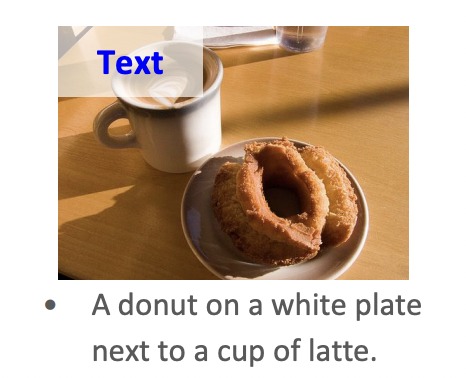 Text
• A donut on a white plate
next to a cup of latte.